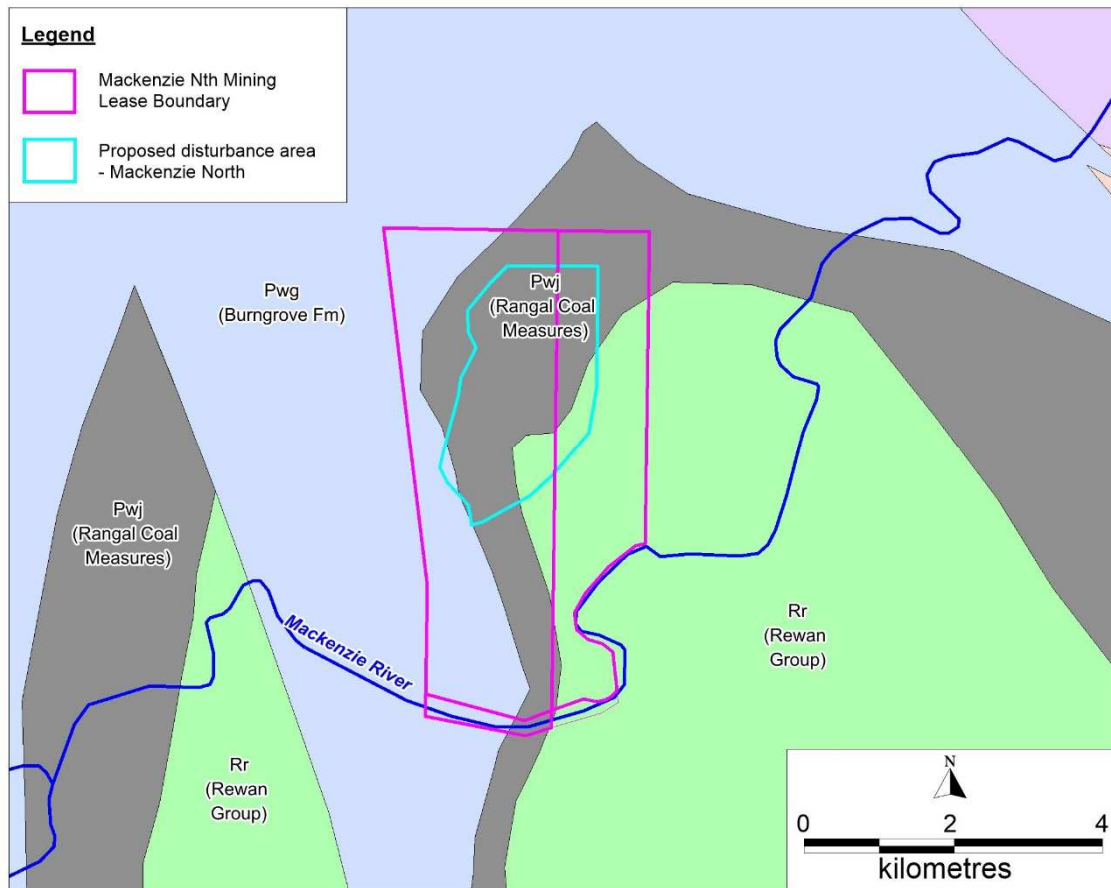 Legend
Mackenzie Nth Mining
Lease Boundary
Proposed disturbance area
- Mackenzie North
Pwg
(Burngrove Fm)
Pwj
(Rangal Coal
Measures)
Pwj
(Rangal Coal
Measures)
Mackenzie River
Rr
(Rewan
Group)
Rr
(Rewan
Group)
N
0 2 4
kilometres